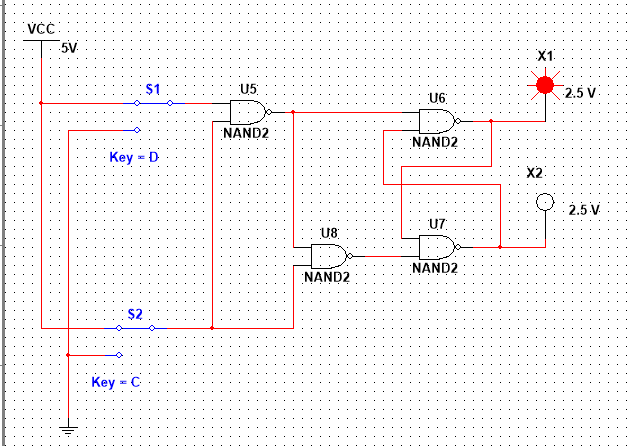 VCC
5V
S1
Key = D
U5
NAND2
U6
NAND2
X1
2.5 V
X2
2.5 V
U7
NAND2
U8
NAND2
S2
Key = C